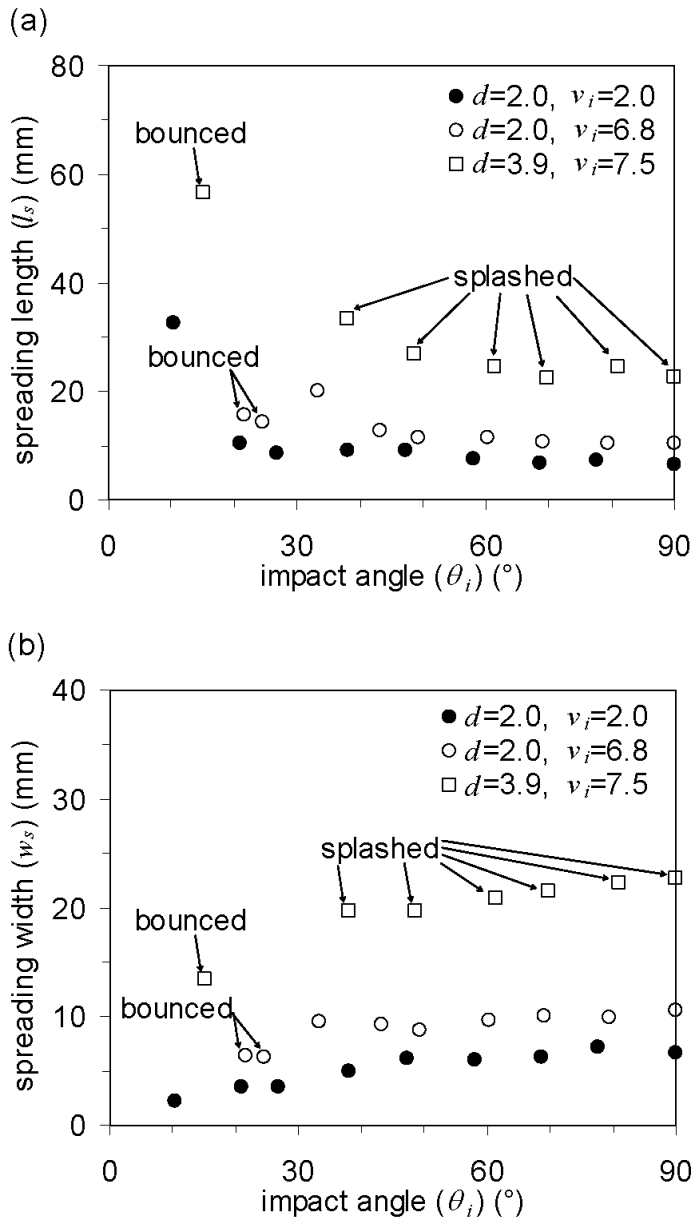 (a)
80
60
40
20
0
spreading length (ls) (mm)
d=2.0, vi=2.0
d=2.0, vi=6.8
d=3.9, vi=7.5
bounced
splashed
bounced
0 30 60 90
impact angle (θi) (°)
(b)
40
30
20
10
0
spreading width (ws) (mm)
d=2.0, vi=2.0
d=2.0, vi=6.8
d=3.9, vi=7.5
splashed
bounced
bounced
0 30 60 90
impact angle (θi) (°)